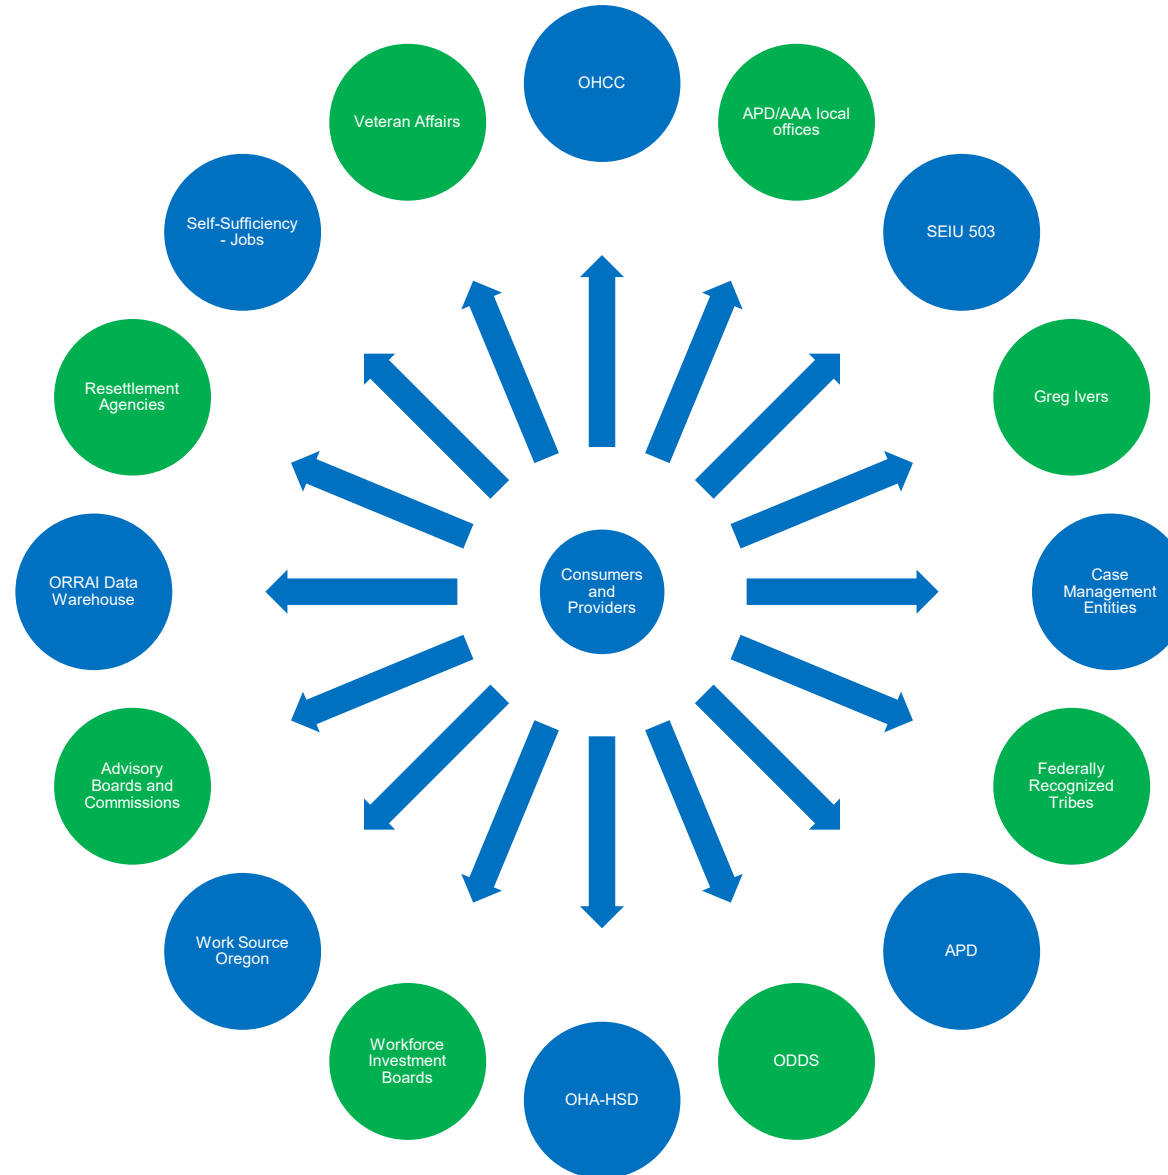 OHCC
Veteran Affairs
APD/AAA local
offices
Self-Sufficiency
- Jobs
SEIU 503
Resettlement
Agencies
Greg Ivers
ORRAI Data
Warehouse
Consumers
and
Providers
Case
Management
Entities
Advisory
Boards and
Commissions
Federally
Recognized
Tribes
Work Source
Oregon
APD
Workforce
Investment
Boards
ODDS
OHA-HSD